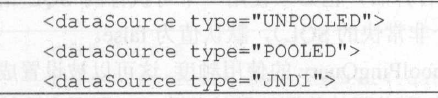 <dataSource type="UNPOOLED">
<dataSource type="POOLED">
<dataSource type="JNDI">